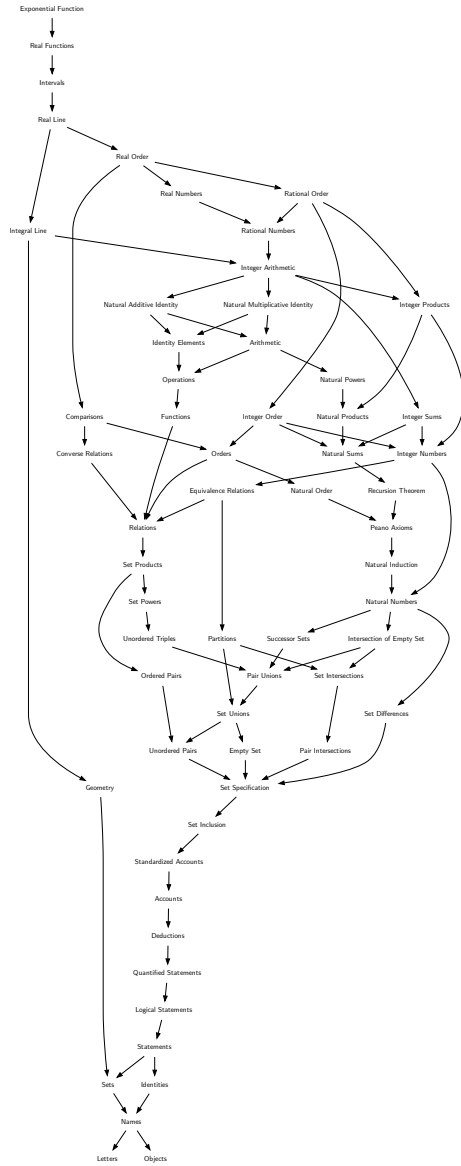 Exponential Function
Real Functions
Intervals
Real Line
Real Order
Real Numbers
Rational Order
Integral Line
Rational Numbers
Integer Arithmetic
Natural Additive Identity
Natural Multiplicative Identity
Integer Products
Identity Elements
Arithmetic
Operations
Natural Powers
Comparisons
Functions
Integer Order
Natural Products
Integer Sums
Converse Relations
Orders
Natural Sums
Integer Numbers
Equivalence Relations
Natural Order
Recursion Theorem
Relations
Peano Axioms
Set Products
Natural Induction
Set Powers
Natural Numbers
Unordered Triples
Partitions
Successor Sets
Intersection of Empty Set
Ordered Pairs
Pair Unions
Set Intersections
Set Unions
Set Differences
Unordered Pairs
Empty Set
Pair Intersections
Geometry
Set Specification
Set Inclusion
Standardized Accounts
Accounts
Deductions
Quantified Statements
Logical Statements
Statements
Sets
Identities
Names
Letters
Objects